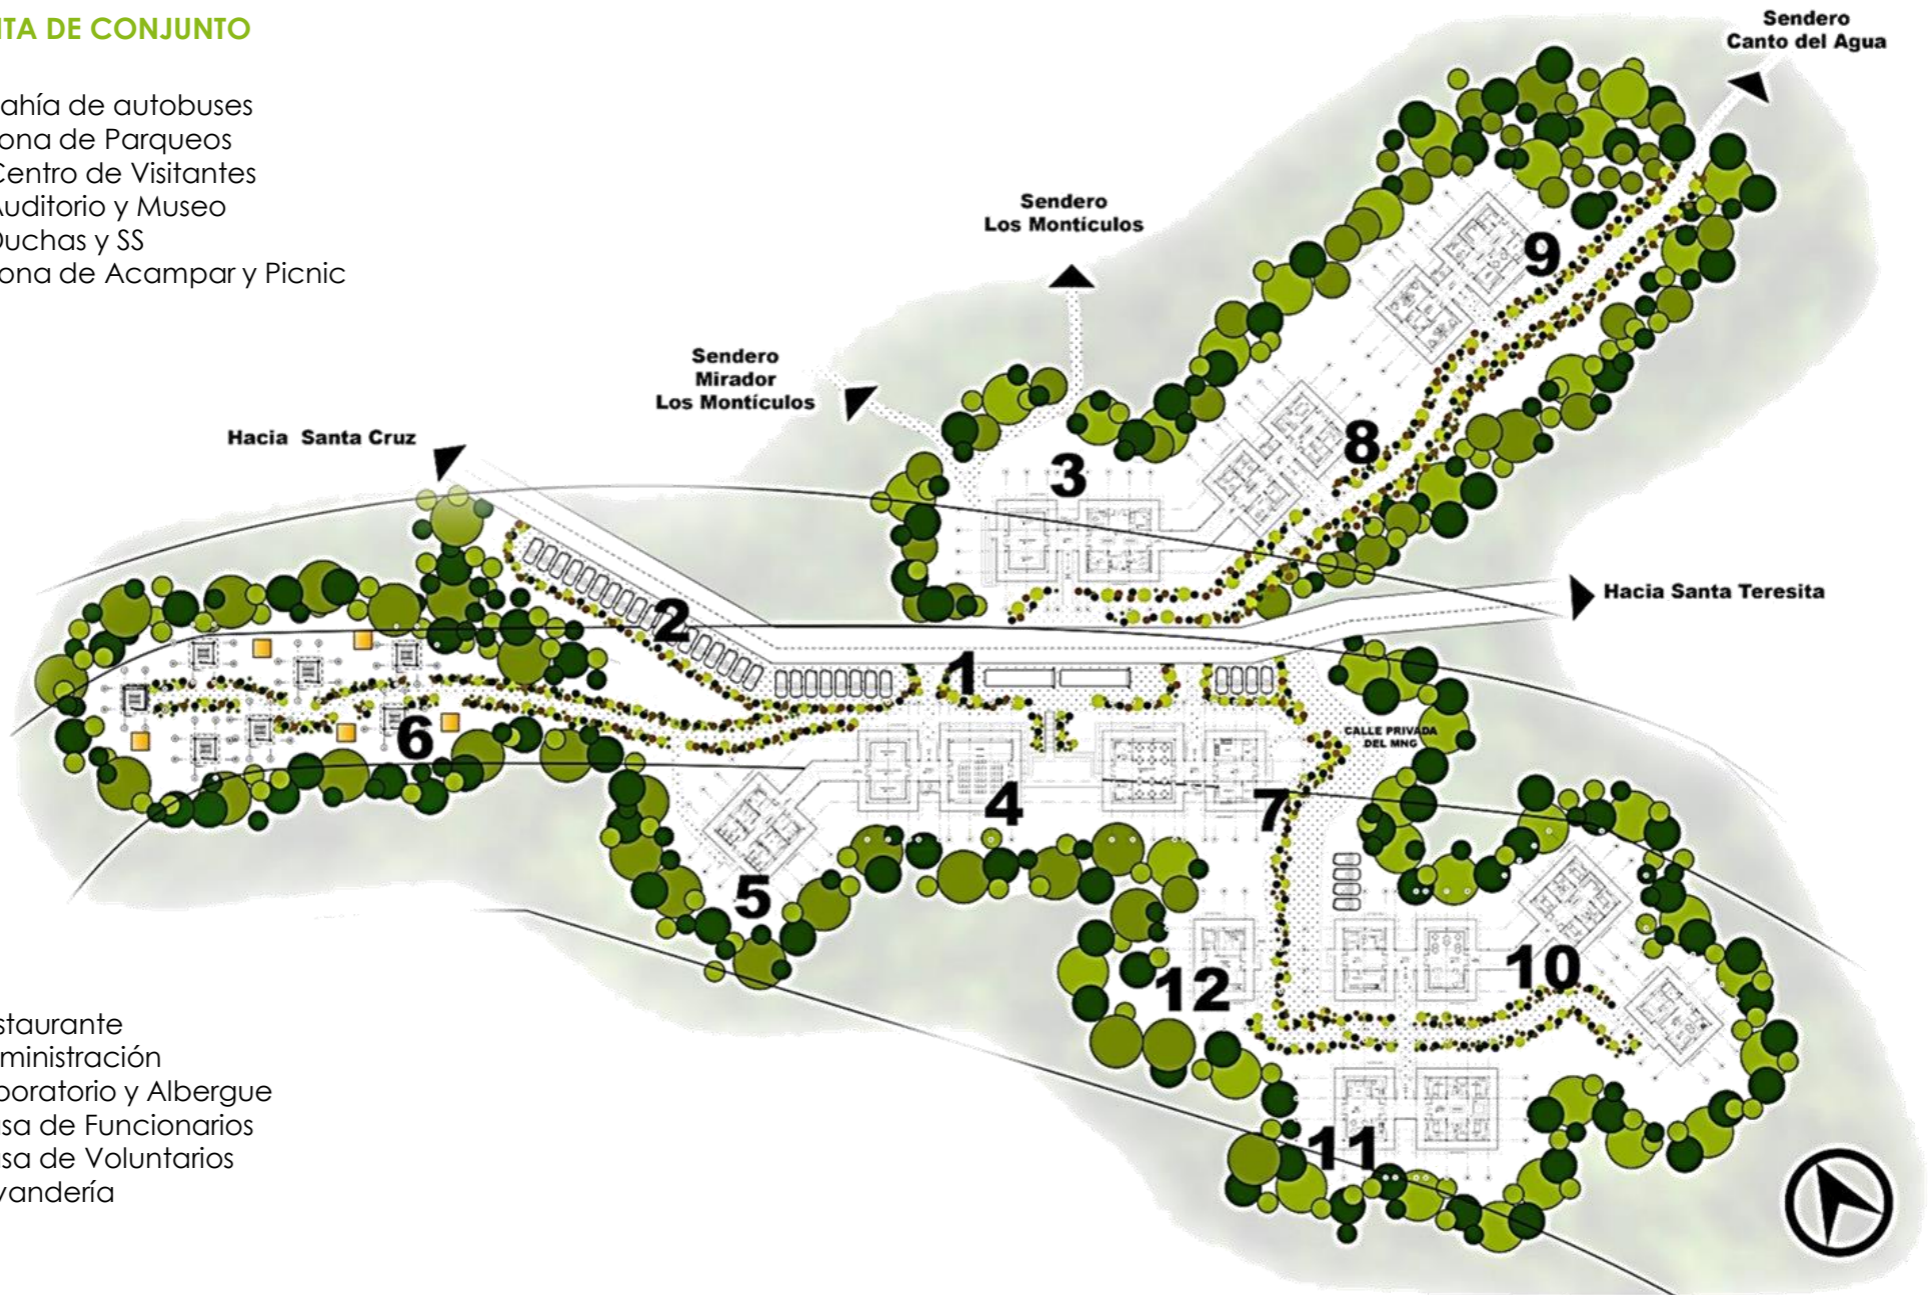 NTA DE CONJUNTO
ahía de autobuses
ona de Parqueos
Centro de Visitantes
Auditorio y Museo
Duchas y SS
ona de Acampar y Picnic
Sendero
Canto del Agua
Sendero
Los Montículos
Sendero
Mirador
Los Montículos
Hacia Santa Cruz
Hacia Santa Teresita
CALLE PRIVADA
DEL MNG
9
8
3
2
1
6
4
7
5
10
12
11
staurante
ministración
boratorio y Albergue
sa de Funcionarios
sa de Voluntarios
vandería